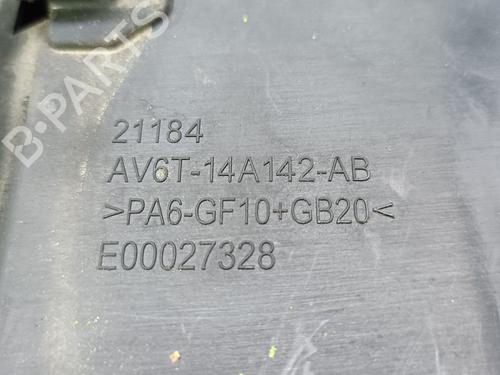 B-PARTS
21184
AV6T-14A142-AB
>PA6-GF10+GB20<
E00027328